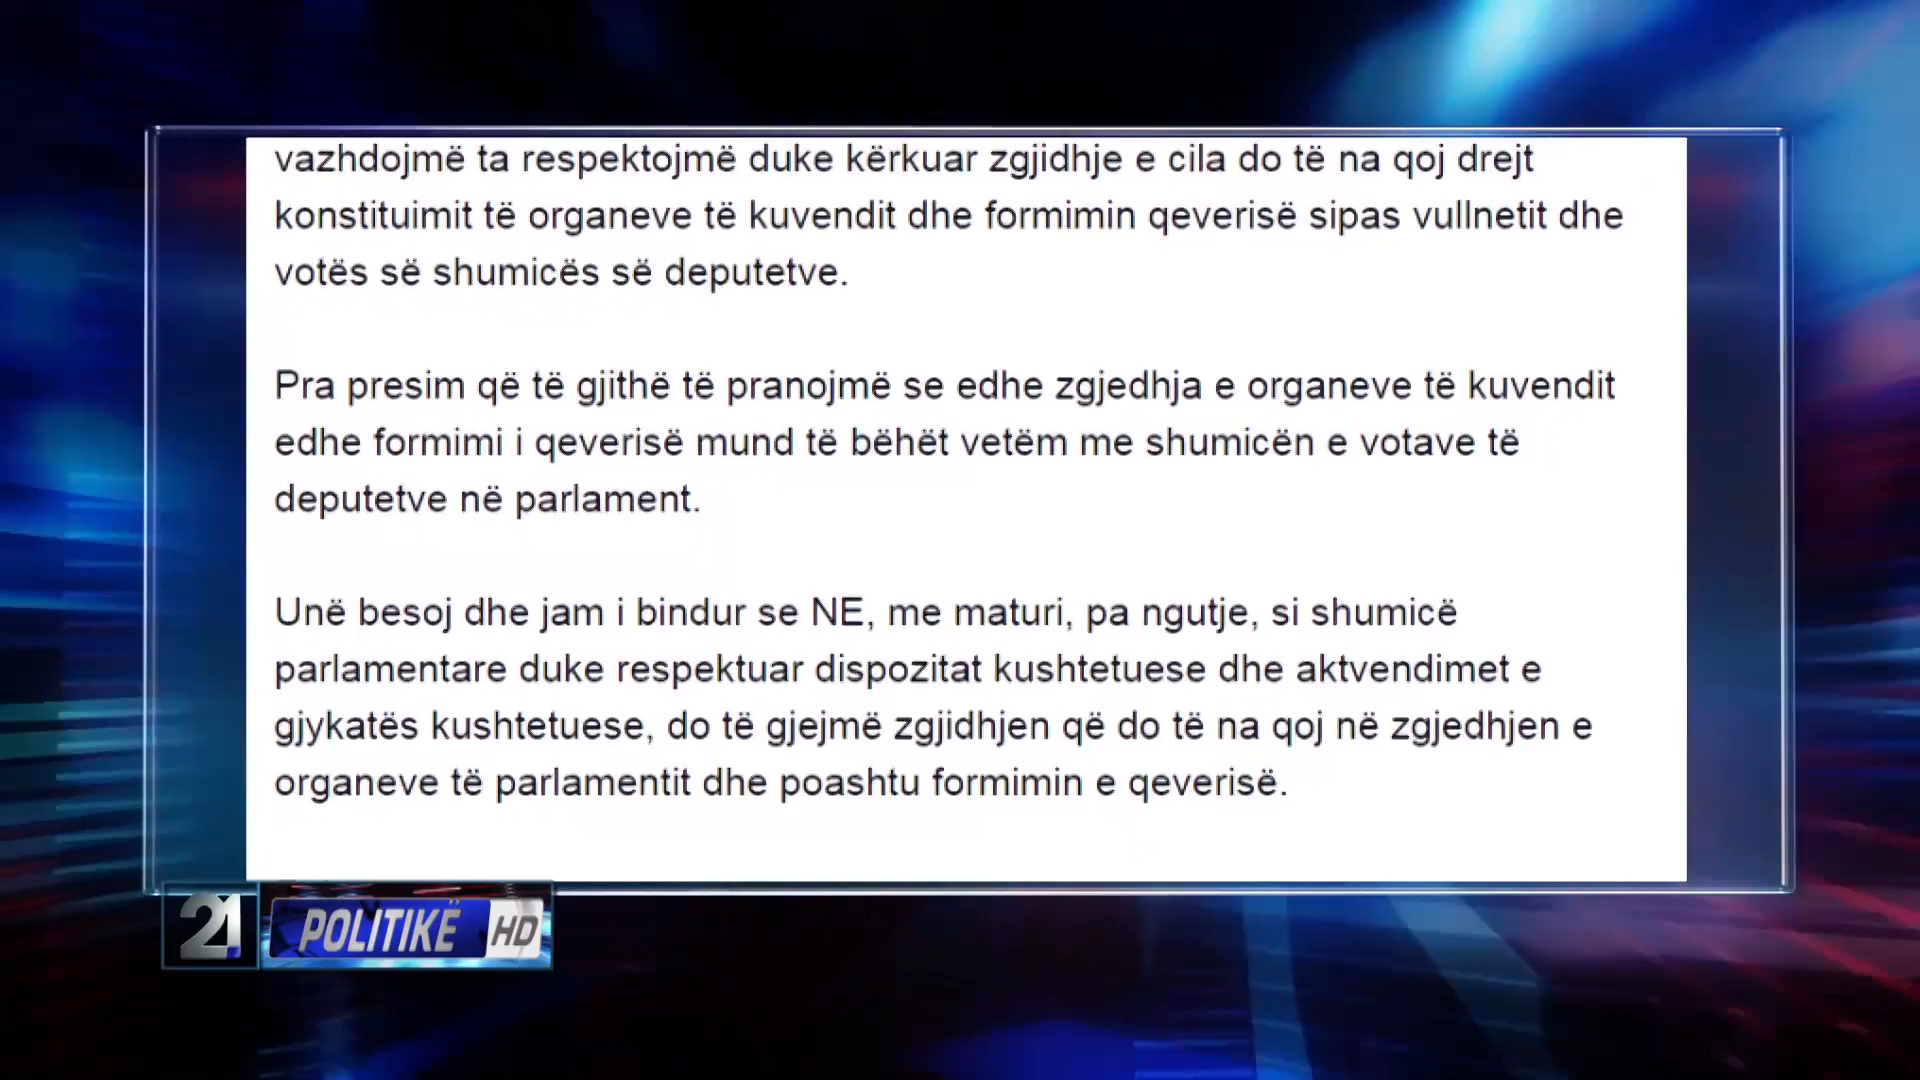 vazhdojmë ta respektojmë duke kërkuar zgjidhje e cila do të na qoj drejt
konstituimit të organeve të kuvendit dhe formimin qeverisë sipas vullnetit dhe
votës së shumicës së deputetve.
Pra presim që të gjithë të pranojmë se edhe zgjedhja e organeve të kuvendit
edhe formimi i qeverisë mund të bëhët vetëm me shumicën e votave të
deputetve në parlament.
Unë besoj dhe jam i bindur se NE, me maturi, pa ngutje, si shumicë
parlamentare duke respektuar dispozitat kushtetuese dhe aktvendimet e
gjykatës kushtetuese, do të gjejmë zgjidhjen që do të na qoj në zgjedhjen e
organeve të parlamentit dhe poashtu formimin e qeverisë.
21 POLITIKË HD